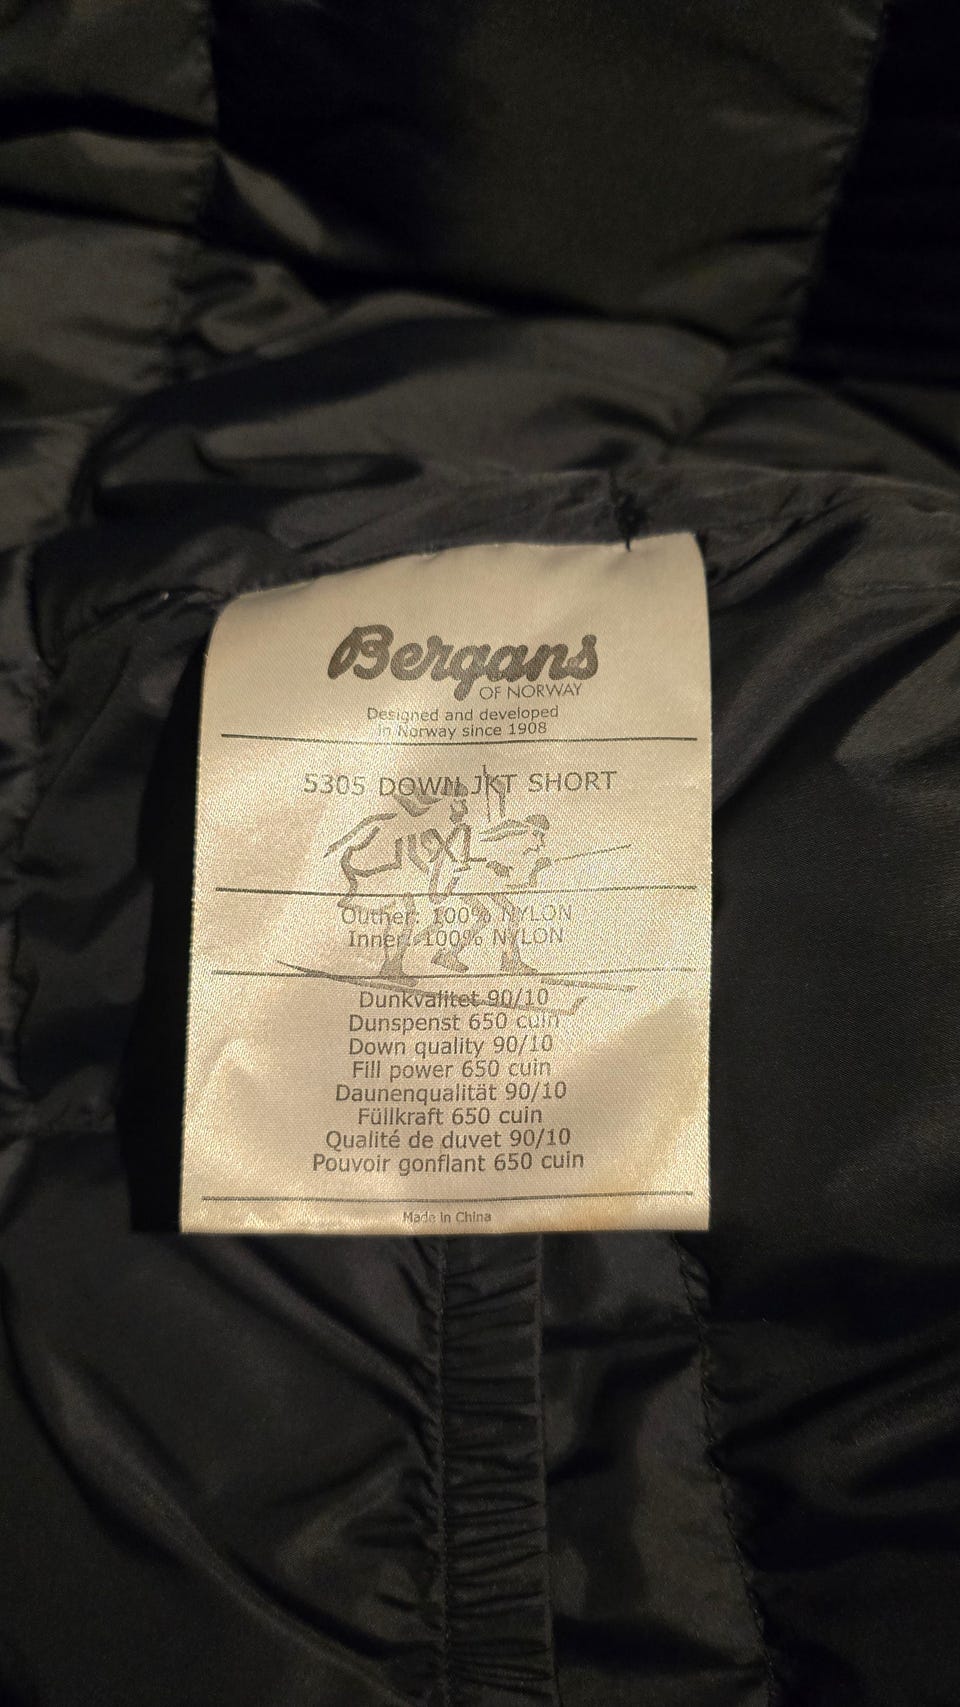 Bergans
OF NORWAY
Designed and developed
in Norway since 1908
5305 DOWN JKT SHORT
Outher: 100% NYLON
Inner: 100% NYLON
Dunkvalitet 90/10
Dunspenst 650 cuin
Down quality 90/10
Fill power 650 cuin
Daunenqualität 90/10
Füllkraft 650 cuin
Qualité de duvet 90/10
Pouvoir gonflant 650 cuin
Made in China